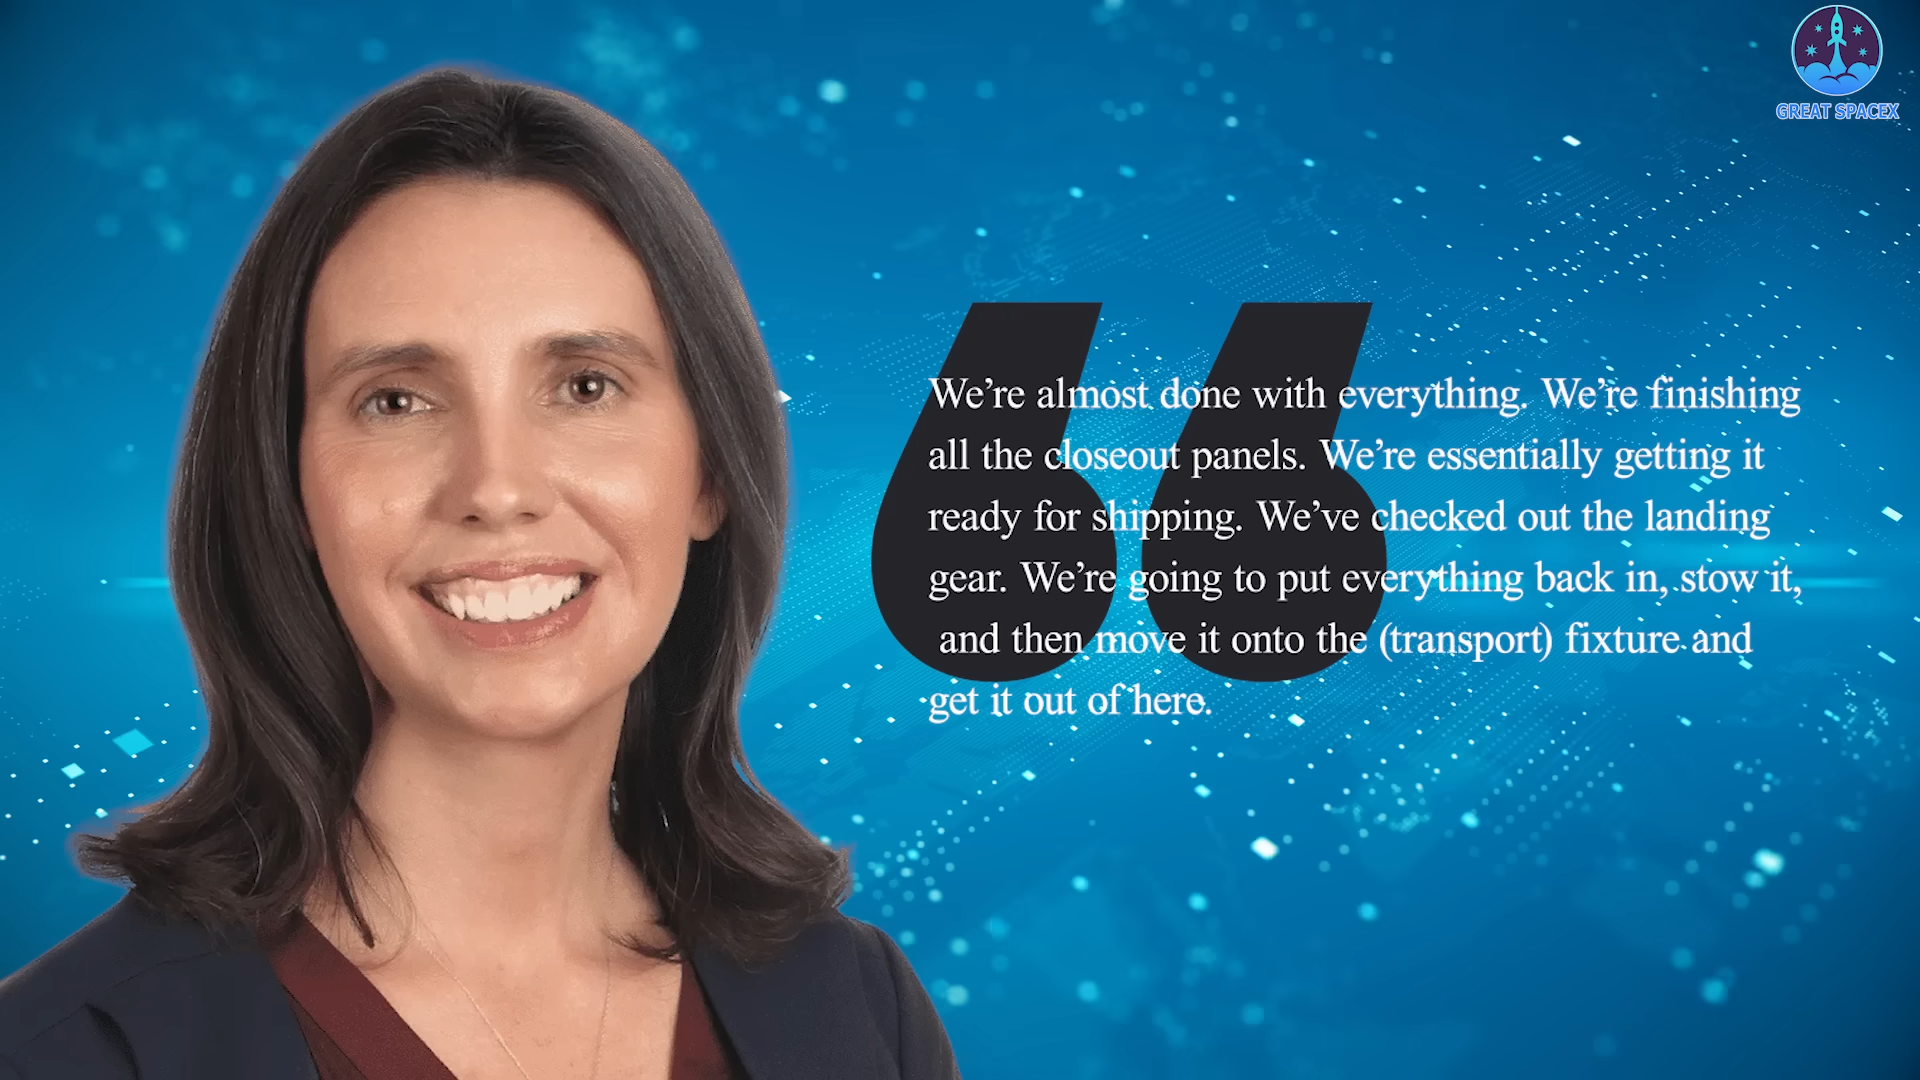 GREAT SPACEX
We’re almost done with everything. We’re finishing
all the closeout panels. We’re essentially getting it
ready for shipping. We’ve checked out the landing
gear. We’re going to put everything back in, stow it,
and then move it onto the (transport) fixture and
get it out of here.